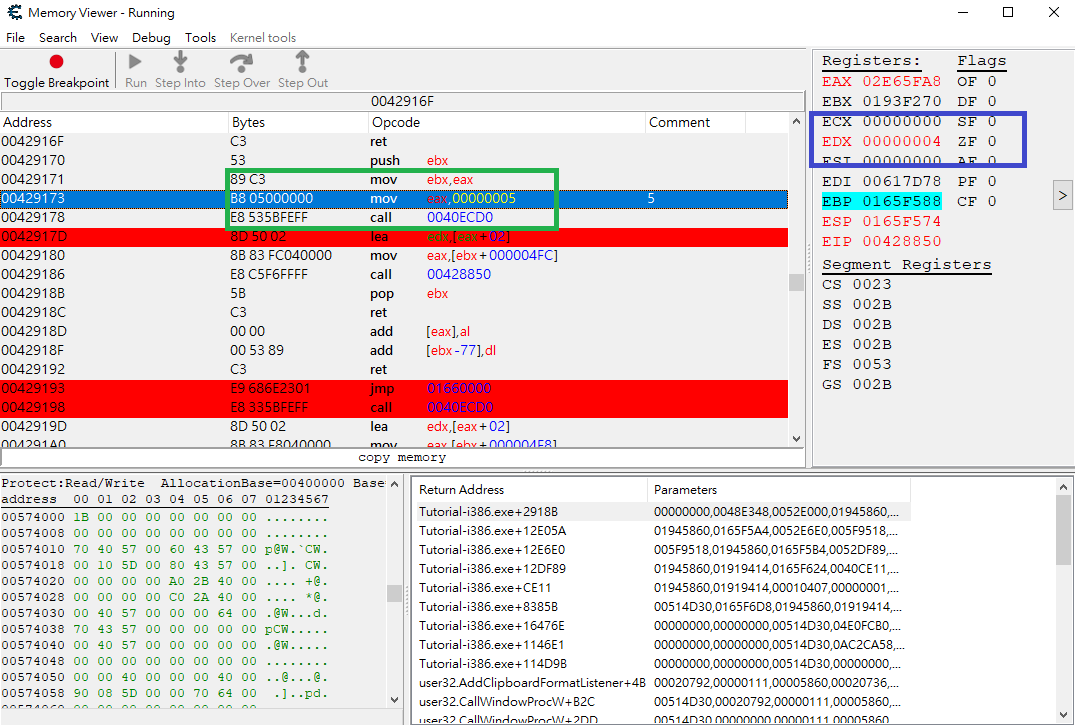 Memory Viewer - Running
File Search View Debug Tools Kernel tools
Toggle Breakpoint Run Step Into Step Over Step Out
0042916F
Address Bytes Opcode Comment
0042916F C3 ret
00429170 53 push ebx
00429171 89 C3 mov ebx,eax
00429173 B8 05000000 mov eax,00000005 5
00429178 E8 535BFEFF call 0040ECD0
0042917D 8D 50 02 lea edx,[eax+02]
00429180 8B 83 FC040000 mov eax,[ebx+000004FC]
00429186 E8 C5F6FFFF call 00428850
0042918B 5B pop ebx
0042918C C3 ret
0042918D 00 00 add [eax],al
0042918F 00 53 89 add [ebx-77],dl
00429192 C3 ret
00429193 E9 686E2301 jmp 01660000
00429198 E8 335BFEFF call 0040ECD0
0042919D 8D 50 02 lea edx,[eax+02]
004291A0 8B 83 F8040000 mov eax,[ebx+000004F8]
copy memory
Registers: Flags
EAX 02E65FA8 OF 0
EBX 0193F270 DF 0
ECX 00000000 SF 0
EDX 00000004 ZF 0
ESI 00000000 AF 0
EDI 00617D78 PF 0
EBP 0165F588 CF 0
ESP 0165F574
EIP 00428850
Segment Registers
CS 0023
SS 002B
DS 002B
ES 002B
FS 0053
GS 002B
>
Protect:Read/Write AllocationBase=00400000 Base
address 00 01 02 03 04 05 06 07 01234567
00574000 1B 00 00 00 00 00 00 00 ........
00574008 00 00 00 00 00 00 00 00 ........
00574010 70 40 57 00 60 43 57 00 p@W.`CW.
00574018 00 10 5D 00 80 43 57 00 ..]. CW.
00574020 00 00 00 00 A0 2B 40 00 .... +@.
00574028 00 00 00 00 C0 2A 40 00 .... *@.
00574030 00 40 57 00 00 00 64 00 .@W...d.
00574038 70 43 57 00 00 00 00 00 pCW.....
00574040 00 40 57 00 00 00 00 00 .@W.....
00574048 00 00 00 00 00 00 00 00 ........
00574050 00 00 40 00 00 00 40 00 ..@...@.
00574058 90 08 5D 00 00 70 64 00 .]..pd.
Return Address Parameters
Tutorial-i386.exe+2918B 00000000,0048E348,0052E000,01945860,...
Tutorial-i386.exe+12E05A 01945860,0165F5A4,0052E6E0,005F9518,...
Tutorial-i386.exe+12E6E0 005F9518,01945860,0165F5B4,0052DF89,...
Tutorial-i386.exe+12DF89 01945860,01919414,0165F624,0040CE11,...
Tutorial-i386.exe+CE11 01945860,01919414,00010407,00000001,...
Tutorial-i386.exe+8385B 00514D30,0165F6D8,01945860,01919414,...
Tutorial-i386.exe+16476E 00000000,00000000,00514D30,04E0FCB0,...
Tutorial-i386.exe+1146E1 00000000,00000000,00514D30,0AC2CA58,...
Tutorial-i386.exe+114D9B 00000000,00000000,00514D30,00000000,...
user32.AddClipboardFormatListener+4B 00020792,00000111,00005860,00020736,...
user32.CallWindowProcW+B2C 00514D30,00020792,00000111,00005860,...
user32.CallWindowProcW+2DD 00514D30,00000000,00000111,00005860